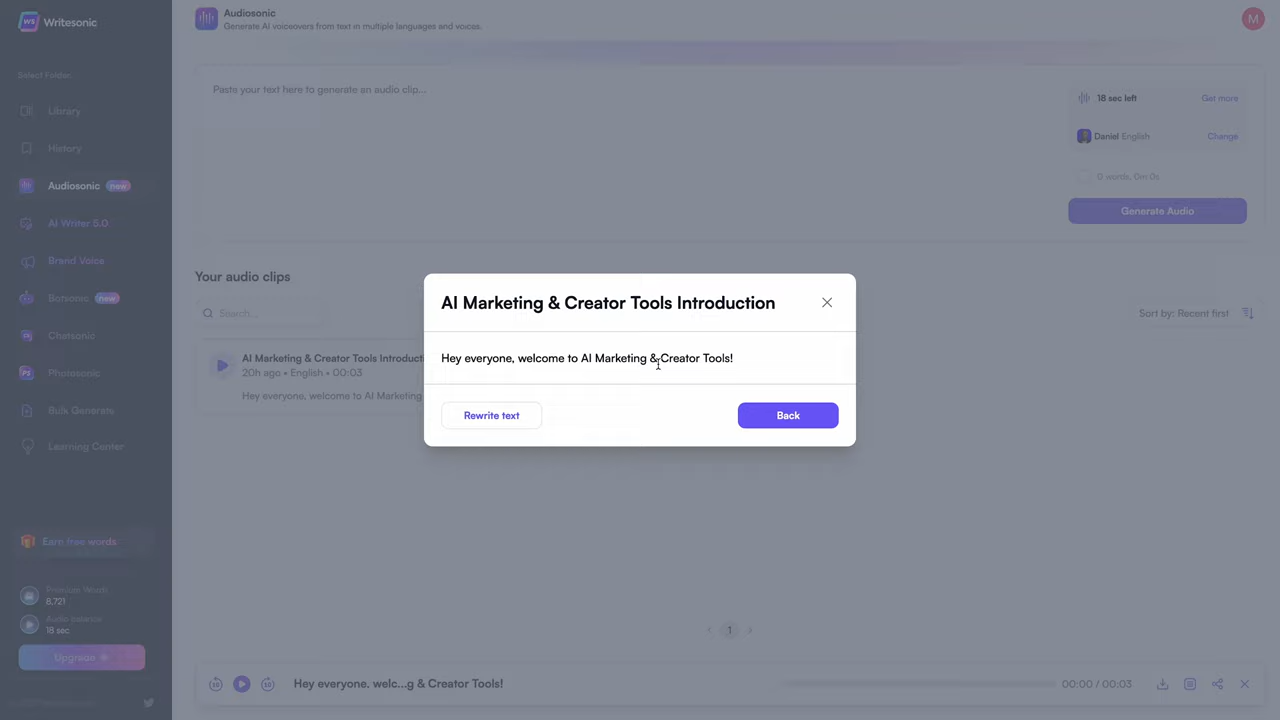 Writesonic
Audiosonic
Generate AI voiceovers from text in multiple languages and voices.
M
Select Folder
Library
History
Audiosonic new
AI Writer 5.0
Brand Voice
Botsonic new
Chatsonic
Photosonic
Bulk Generate
Learning Center
Earn free words
Premium Words
8,721
Audio balance
18 sec
Upgrade
Paste your text here to generate an audio clip...
18 sec left
Get more
Daniel English
Change
0 words, 0m 0s
Generate Audio
Your audio clips
Search...
Sort by: Recent first
AI Marketing & Creator Tools Introducti
20h ago • English • 00:03
Hey everyone, welcome to AI Marketing
AI Marketing & Creator Tools Introduction
Hey everyone, welcome to AI Marketing & Creator Tools!
Rewrite text
Back
1
10
10
Hey everyone, welc...g & Creator Tools!
00:00 / 00:03